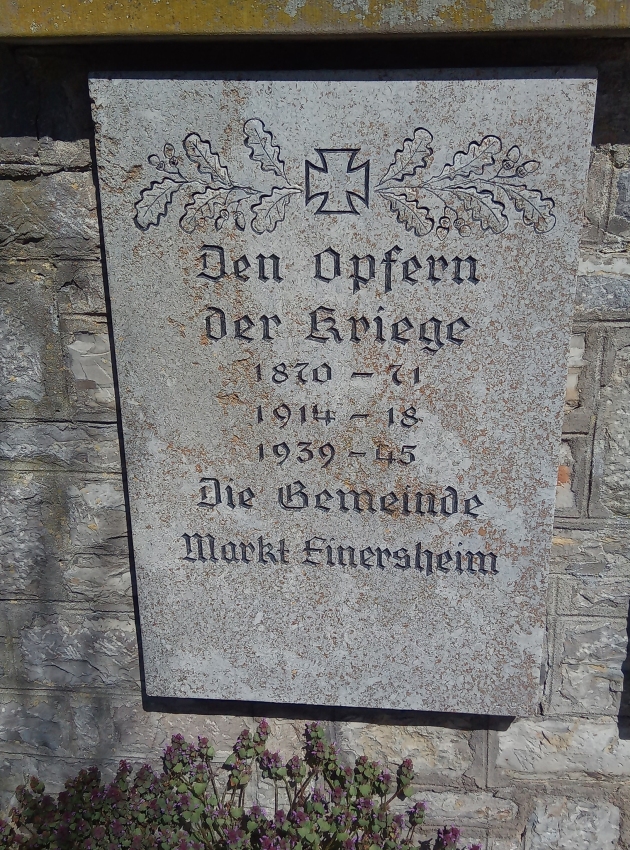 Den Opfern
der Kriege
1870 – 71
1914 – 18
1939 – 45
Die Gemeinde
Markt Einersheim